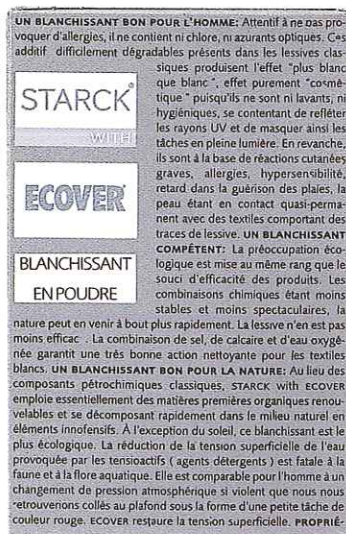 UN BLANCHISSANT BON POUR L'HOMME: Attentif à ne pas pro-
voquer d'allergies, il ne contient ni chlore, ni azurants optiques. Ces
additif difficilement dégradables présents dans les lessives clas-
siques produisent l'effet "plus blanc
que blanc", effet purement "cosmé-
tique" puisqu'ils ne sont ni lavants, ni
hygiéniques, se contentant de refléter
les rayons UV et de masquer ainsi les
tâches en pleine lumière. En revanche,
ils sont à la base de réactions cutanées
graves, allergies, hypersensibilité,
retard dans la guérison des plaies, la
peau étant en contact quasi-perma-
nent avec des textiles comportant des
traces de lessive. UN BLANCHISSANT
COMPÉTENT: La préoccupation éco-
logique est mise au même rang que le
souci d'efficacité des produits. Les
combinaisons chimiques étant moins
stables et moins spectaculaires, la
nature peut en venir à bout plus rapidement. La lessive n'en est pas
moins efficac . La combinaison de sel, de calcaire et d'eau oxygé-
née garantit une très bonne action nettoyante pour les textiles
blancs. UN BLANCHISSANT BON POUR LA NATURE: Au lieu des
composants pétrochimiques classiques, STARCK with ECOVER
emploie essentiellement des matières premières organiques renou-
velables et se décomposant rapidement dans le milieu naturel en
éléments innofensifs. À l'exception du soleil, ce blanchissant est le
plus écologique. La réduction de la tension superficielle de l'eau
provoquée par les tensioactifs ( agents détergents ) est fatale à la
faune et à la flore aquatique. Elle est comparable pour l'homme à un
changement de pression atmosphérique si violent que nous nous
retrouverions collés au plafond sous la forme d'une petite tâche de
couleur rouge. ECOVER restaure la tension superficielle. PROPRIÉ-
STARCK®
WITH
ECOVER®
BLANCHISSANT
EN POUDRE